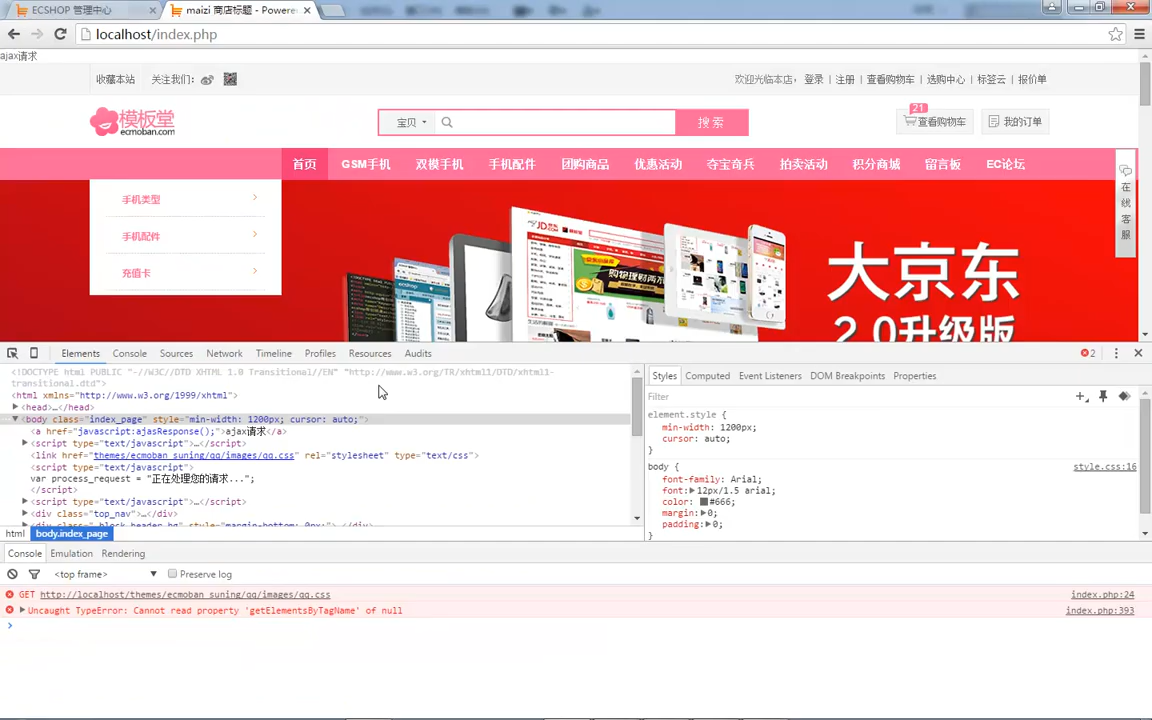 ECSHOP 管理中心
maizi 商店标题 - Powere
localhost/index.php
ajax请求
收藏本站 关注我们:
欢迎光临本店, 登录 | 注册 | 查看购物车 | 选购中心 | 标签云 | 报价单
模板堂
ecmoban.com
宝贝
搜 索
21
查看购物车
我的订单
首页 GSM手机 双模手机 手机配件 团购商品 优惠活动 夺宝奇兵 拍卖活动 积分商城 留言板 EC论坛
手机类型
手机配件
充值卡
大京东
2.0升级版
在
线
客
服
Elements Console Sources Network Timeline Profiles Resources Audits
2
<!DOCTYPE html PUBLIC "-//W3C//DTD XHTML 1.0 Transitional//EN" "http://www.w3.org/TR/xhtml1/DTD/xhtml1-
transitional.dtd">
<html xmlns="http://www.w3.org/1999/xhtml">
<head>…</head>
<body class="index_page" style="min-width: 1200px; cursor: auto;">
<a href="javascript:ajasResponse();">ajax请求</a>
<script type="text/javascript">…</script>
<link href="themes/ecmoban_suning/qq/images/qq.css" rel="stylesheet" type="text/css">
<script type="text/javascript">
var process_request = "正在处理您的请求...";
</script>
<script type="text/javascript">…</script>
<div class="top_nav">…</div>
<div class="block header_bg" style="margin-bottom: 0px;">…</div>
html body.index_page
Styles Computed Event Listeners DOM Breakpoints Properties
Filter
element.style {
min-width: 1200px;
cursor: auto;
}
body { style.css:16
font-family: Arial;
font: 12px/1.5 arial;
color: #666;
margin: 0;
padding: 0;
}
Console Emulation Rendering
<top frame> Preserve log
GET http://localhost/themes/ecmoban_suning/qq/images/qq.css index.php:24
Uncaught TypeError: Cannot read property 'getElementsByTagName' of null index.php:393